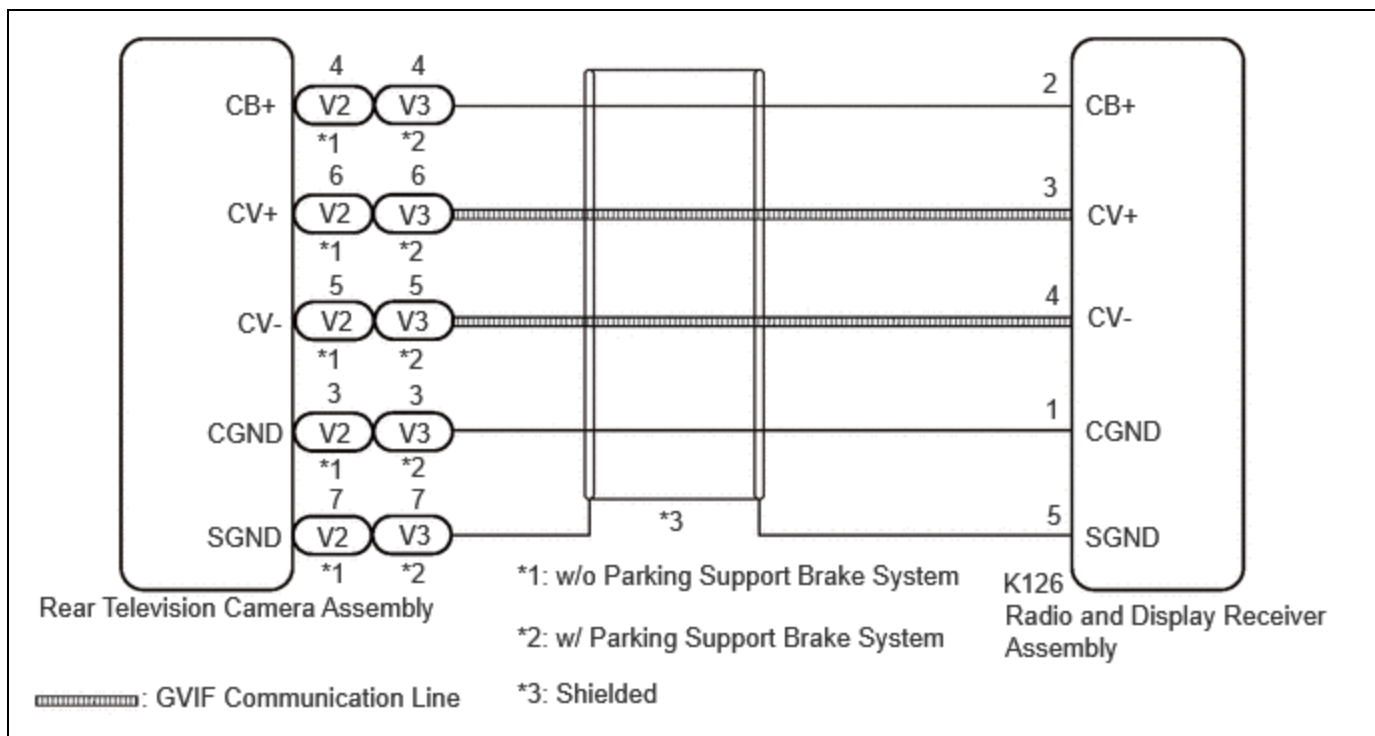 4 4
CB+ V2 V3 2 CB+
*1 *2
6 6
CV+ V2 V3 3 CV+
*1 *2
5 5
CV- V2 V3 4 CV-
*1 *2
3 3
CGND V2 V3 1 CGND
*1 *2
7 7
SGND V2 V3 *3 5 SGND
*1 *2
Rear Television Camera Assembly
*1: w/o Parking Support Brake System
*2: w/ Parking Support Brake System
*3: Shielded
K126
Radio and Display Receiver
Assembly
: GVIF Communication Line